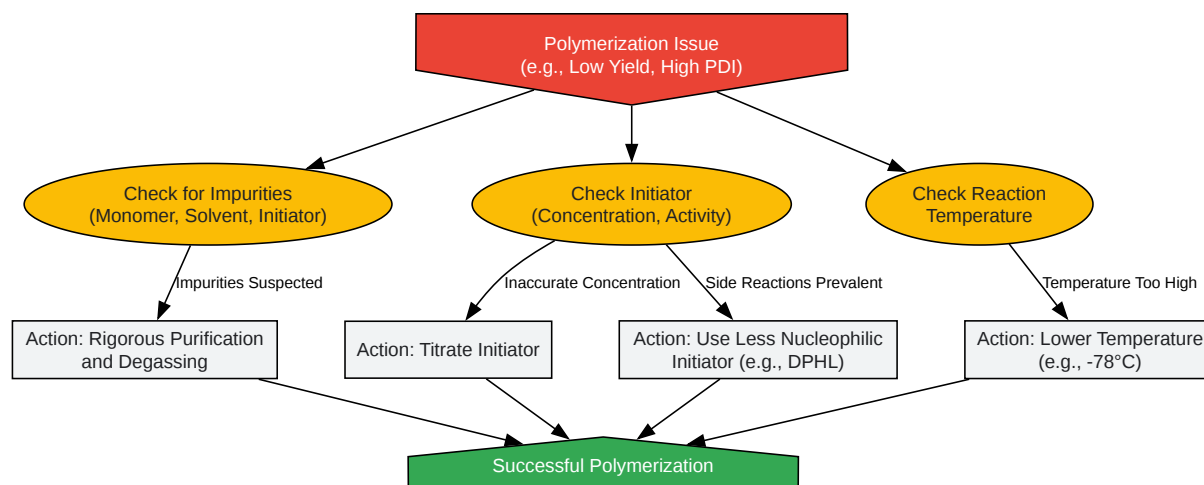 Polymerization Issue
(e.g., Low Yield, High PDI)
Check for Impurities
(Monomer, Solvent, Initiator)
Check Initiator
(Concentration, Activity)
Check Reaction
Temperature
Impurities Suspected
Inaccurate Concentration
Side Reactions Prevalent
Temperature Too High
Action: Rigorous Purification
and Degassing
Action: Titrate Initiator
Action: Use Less Nucleophilic
Initiator (e.g., DPHL)
Action: Lower Temperature
(e.g., -78°C)
Successful Polymerization